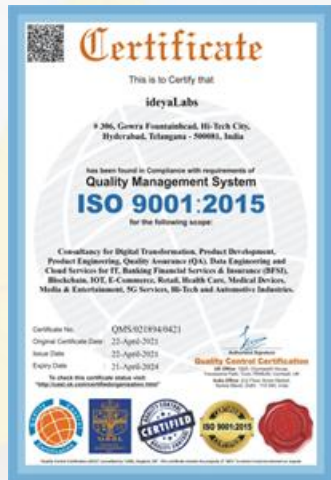 Certificate
This is to Certify that
ideyaLabs
# 306, Gowra Fountainhead, Hi-Tech City,
Hyderabad, Telangana - 500081, India
has been found in Compliance with requirements of
Quality Management System
ISO 9001:2015
for the following scope:
Consultancy for Digital Transformation, Product Development,
Product Engineering, Quality Assurance (QA), Data Engineering and
Cloud Services for IT, Banking Financial Services & Insurance (BFSI),
Blockchain, IOT, E-Commerce, Retail, Health Care, Medical Devices,
Media & Entertainment, 5G Services, Hi-Tech and Automotive Industries.
Certificate No. QMS/021894/0421
Original Certificate Date 22-April-2021
Issue Date 22-April-2021
Expiry Date 21-April-2024
To check this certificate status visit
Authorised Signatory
Quality Control Certification
CERTIFIED
ISO 9001:2015